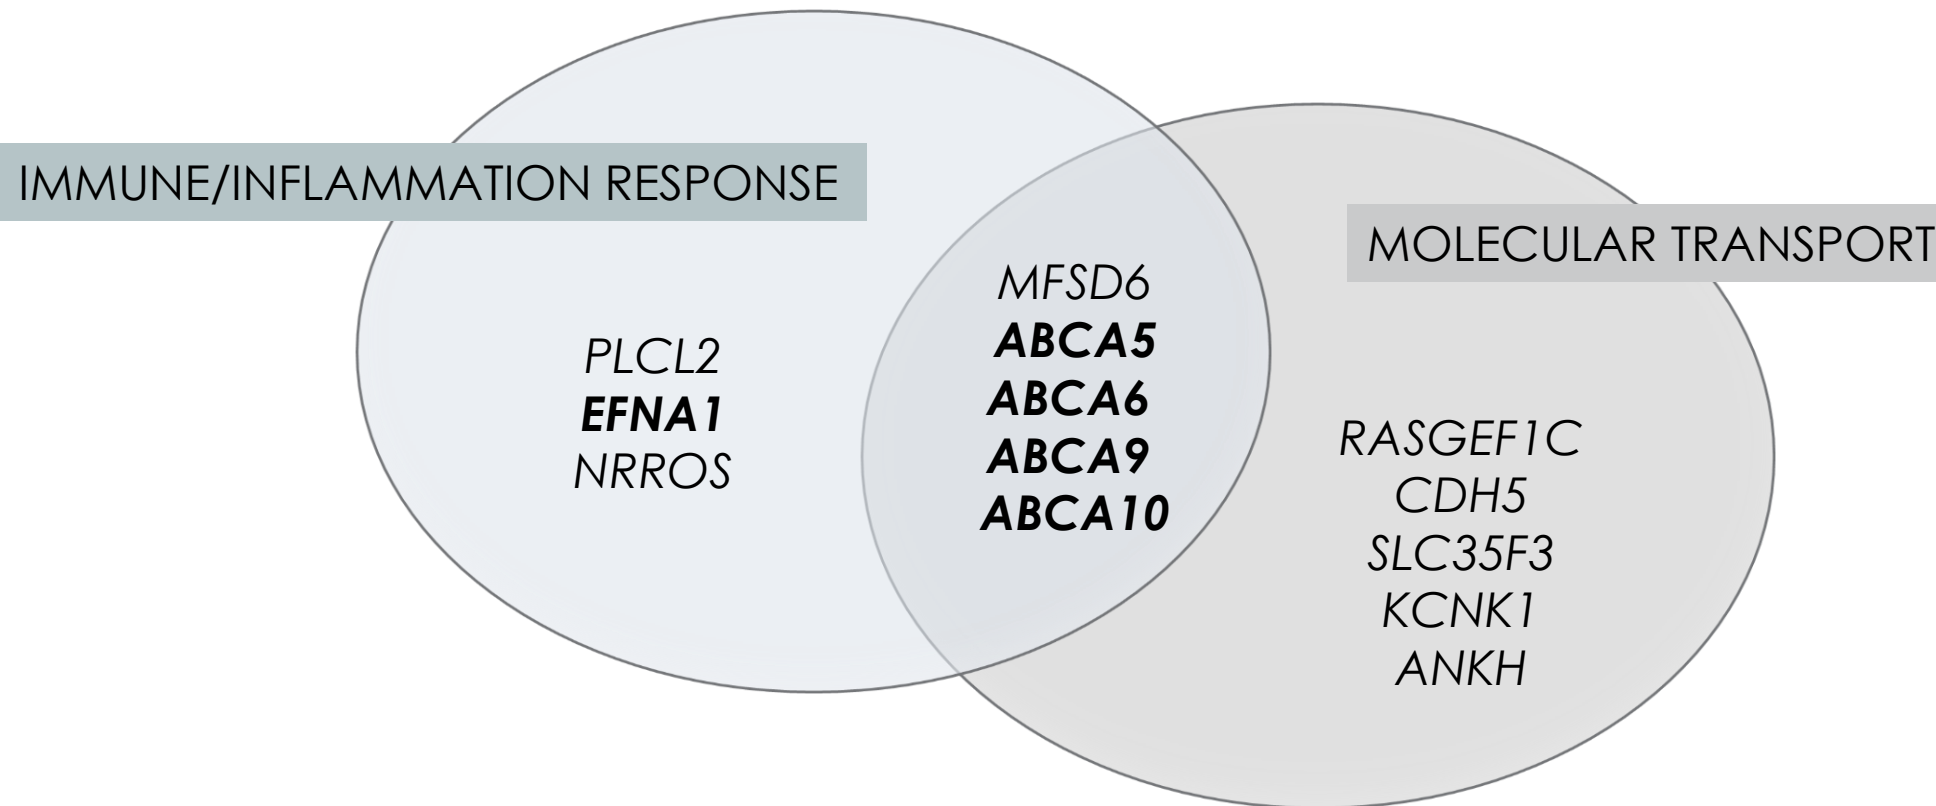 IMMUNE/INFLAMMATION RESPONSE
MOLECULAR TRANSPORT
PLCL2
EFNA1
NRROS
MFSD6
ABCA5
ABCA6
ABCA9
ABCA10
RASGEF1C
CDH5
SLC35F3
KCNK1
ANKH